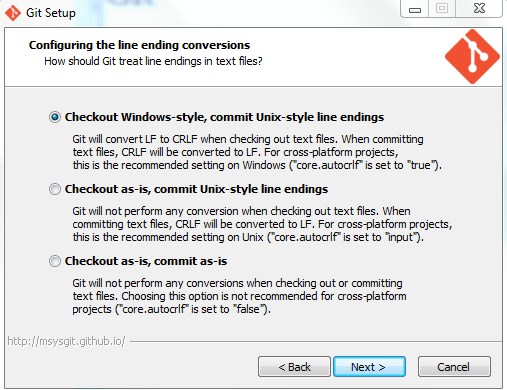 Git Setup
Configuring the line ending conversions
How should Git treat line endings in text files?
Checkout Windows-style, commit Unix-style line endings
Git will convert LF to CRLF when checking out text files. When committing
text files, CRLF will be converted to LF. For cross-platform projects,
this is the recommended setting on Windows ("core.autocrlf" is set to "true").
Checkout as-is, commit Unix-style line endings
Git will not perform any conversion when checking out text files. When
committing text files, CRLF will be converted to LF. For cross-platform projects,
this is the recommended setting on Unix ("core.autocrlf" is set to "input").
Checkout as-is, commit as-is
Git will not perform any conversions when checking out or committing
text files. Choosing this option is not recommended for cross-platform
projects ("core.autocrlf" is set to "false").
http://msysgit.github.io/
< Back
Next >
Cancel